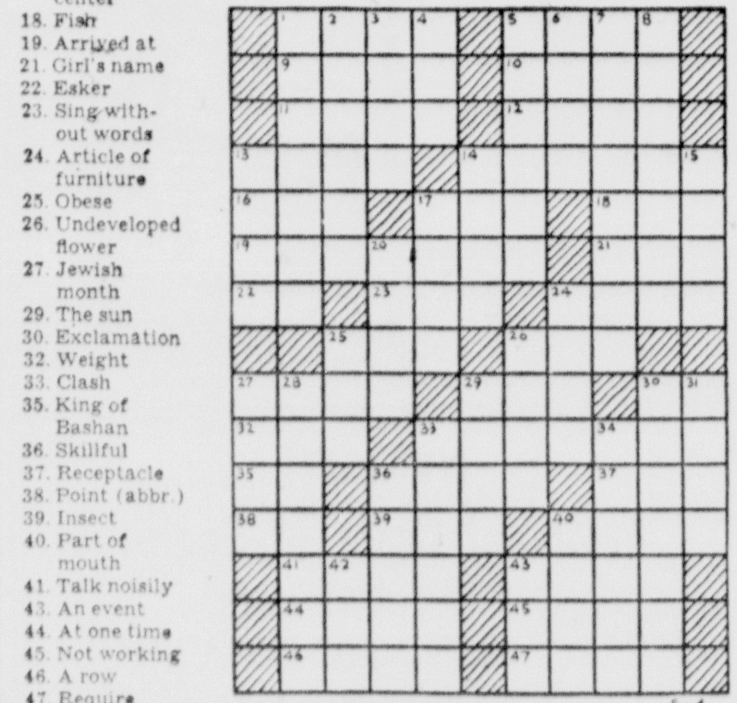 center
18. Fish
19. Arrived at
21. Girl's name
22. Esker
23. Sing with-
out words
24. Article of
furniture
25. Obese
26. Undeveloped
flower
27. Jewish
month
29. The sun
30. Exclamation
32. Weight
33. Clash
35. King of
Bashan
36. Skillful
37. Receptacle
38. Point (abbr.)
39. Insect
40. Part of
mouth
41. Talk noisily
43. An event
44. At one time
45. Not working
46. A row
47. Require
1 2 3 4 5 6 7 8
9 10
11 12
13 14 15
16 17 18
19 20 21
22 23 24
25 26
27 28 29 30 31
32 33 34
35 36 37
38 39 40
41 42 43
44 45
46 47